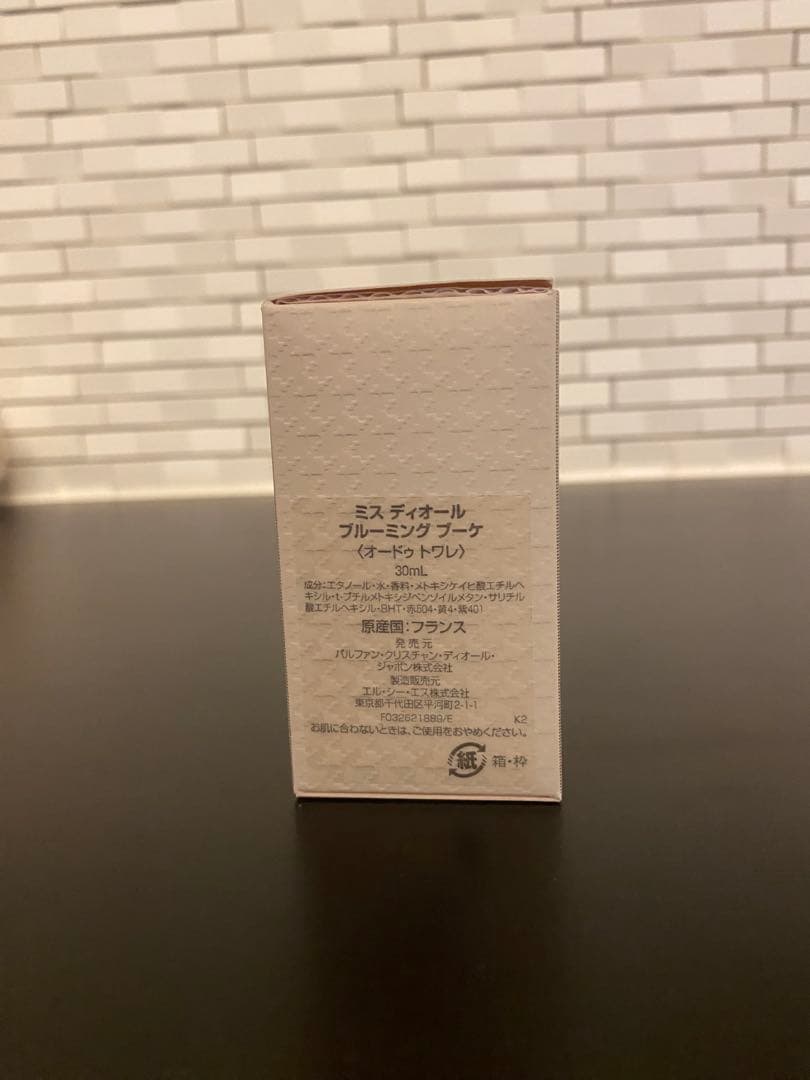 ミス ディオール
ブルーミング ブーケ
〈オードゥ トワレ〉
30mL
成分:エタノール・水・香料・メトキシケイヒ酸エチルヘ
キシル・t-ブチルメトキシジベンゾイルメタン・サリチル
酸エチルヘキシル・BHT・赤504・黄4・紫401
原産国:フランス
発売元
パルファン・クリスチャン・ディオール・
ジャポン株式会社
製造販売元
エル・シー・エス株式会社
東京都千代田区平河町2-1-1
F032621889/E K2
お肌に合わないときは、ご使用をおやめください。
紙 箱・枠